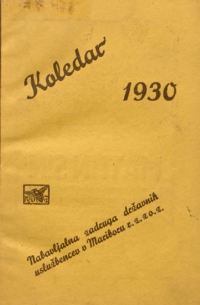 Koledar
1930
Nabavljalna zadruga državnih
uslužbencev v Mariboru r. z. z o. z.